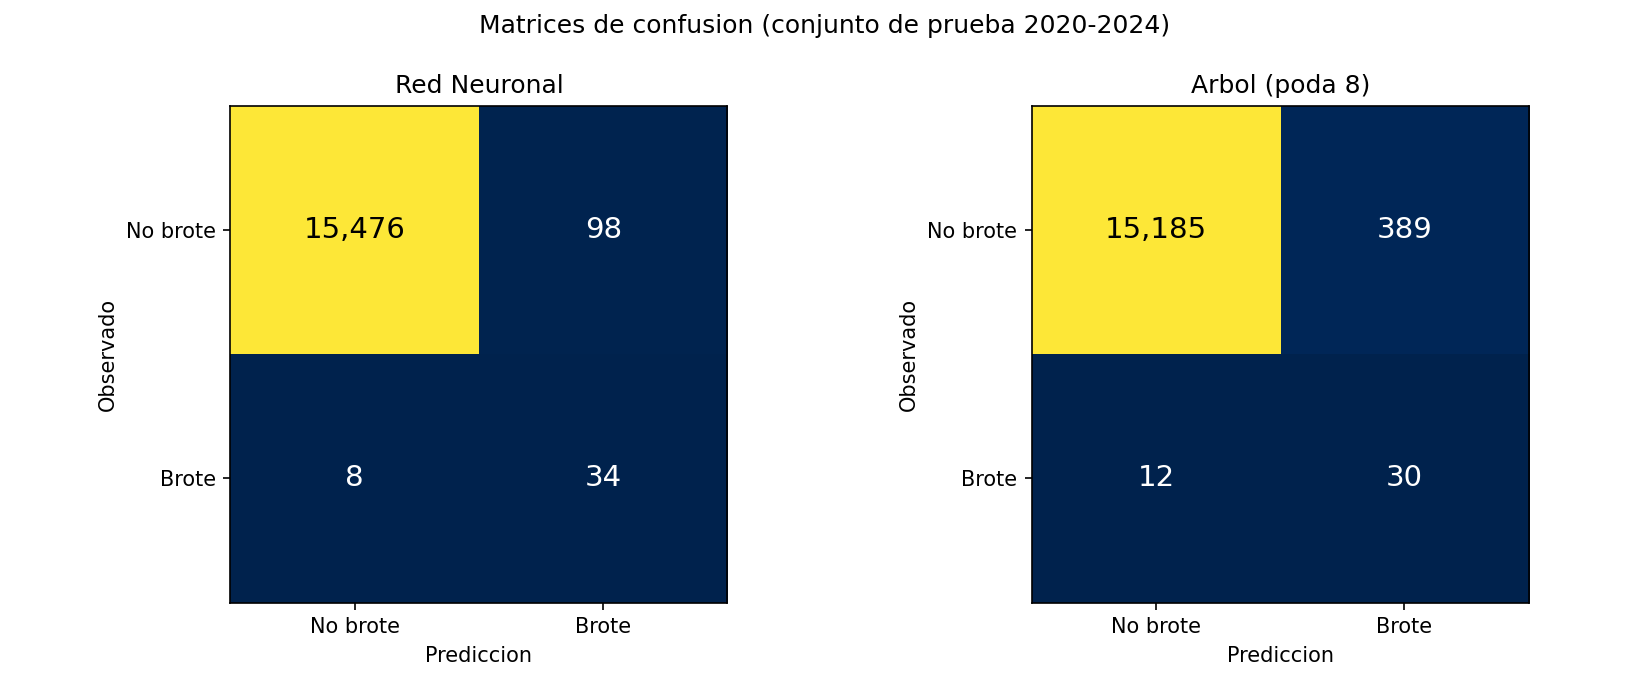 Matrices de confusion (conjunto de prueba 2020-2024)
Red Neuronal
No brote
15,476
98
Observado
Brote
8
34
No brote
Brote
Prediccion
Arbol (poda 8)
No brote
15,185
389
Observado
Brote
12
30
No brote
Brote
Prediccion